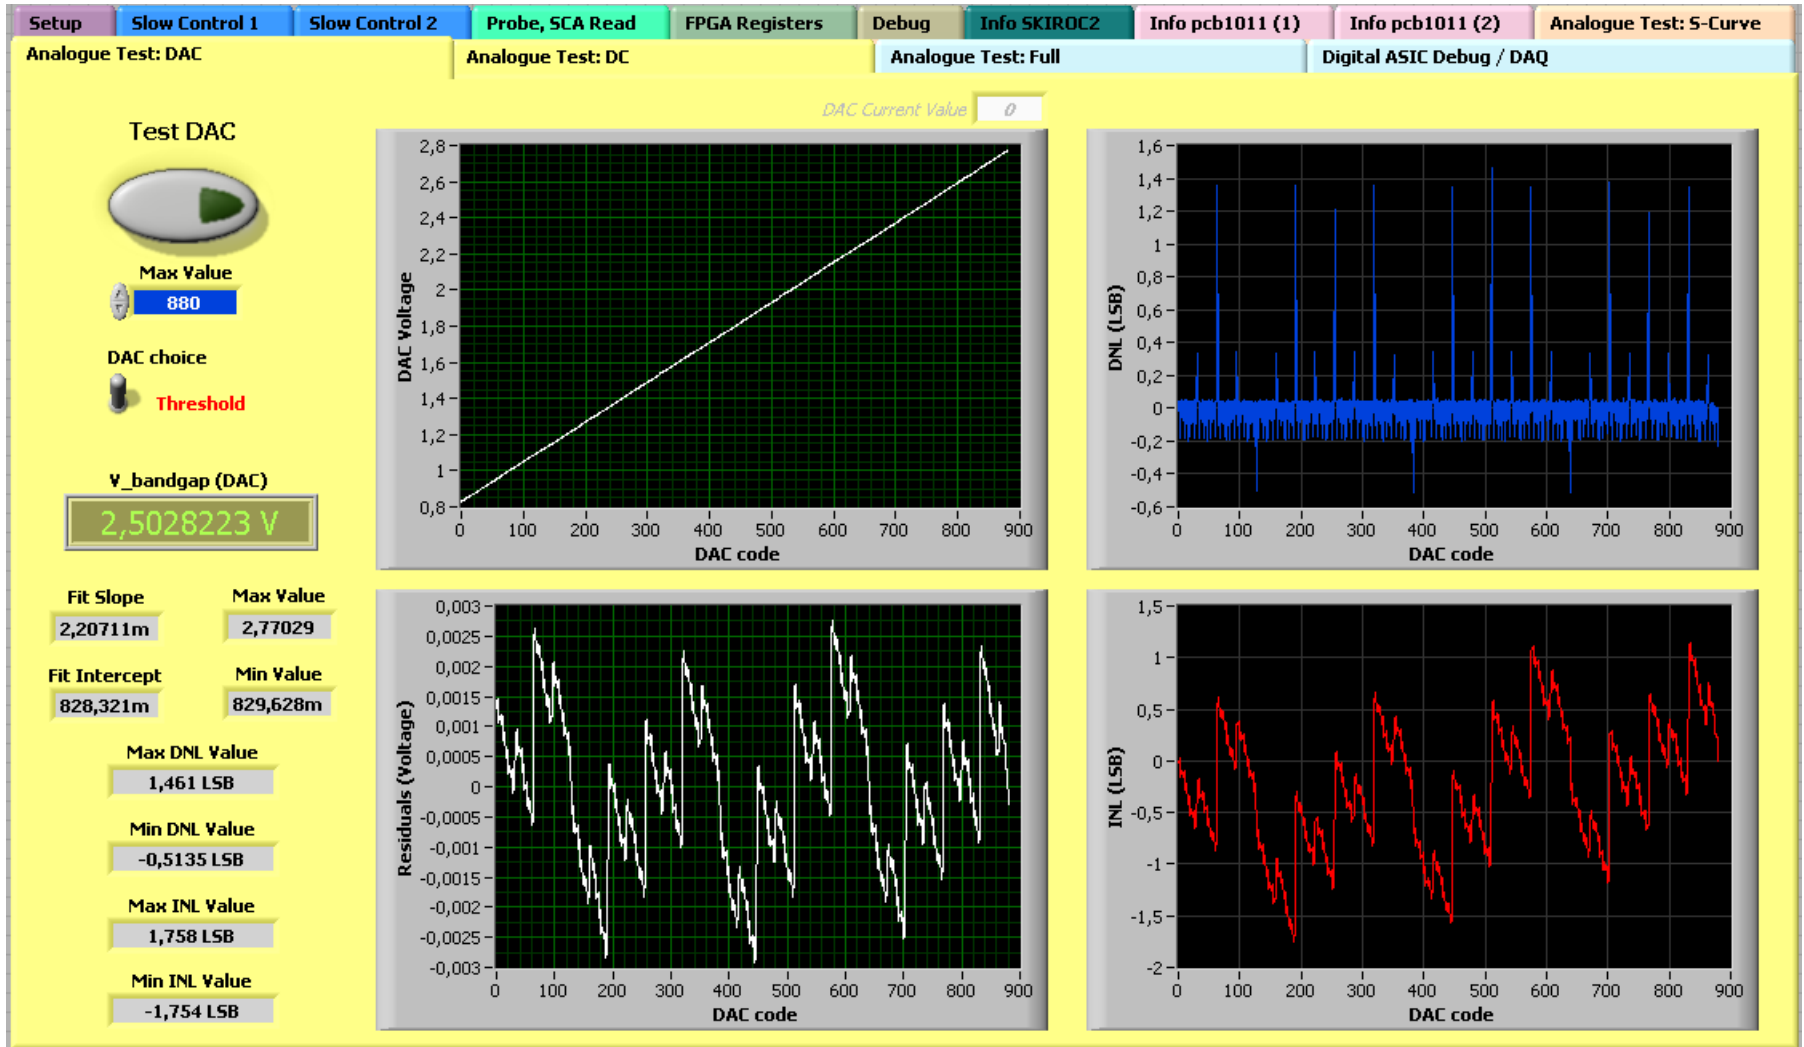 Setup Slow Control 1 Slow Control 2 Probe, SCA Read FPGA Registers Debug Info SKIROC2 Info pcb1011 (1) Info pcb1011 (2) Analogue Test: S-Curve
Analogue Test: DAC Analogue Test: DC Analogue Test: Full Digital ASIC Debug / DAQ
DAC Current Value 0
Test DAC
Max Value
880
DAC choice
Threshold
V_bandgap (DAC)
2,5028223 V
Fit Slope Max Value
2,20711m 2,77029
Fit Intercept Min Value
828,321m 829,628m
Max DNL Value
1,461 LSB
Min DNL Value
-0,5135 LSB
Max INL Value
1,758 LSB
Min INL Value
-1,754 LSB
DAC Voltage
2,8
2,6
2,4
2,2
2
1,8
1,6
1,4
1,2
1
0,8
0 100 200 300 400 500 600 700 800 900
DAC code
DNL (LSB)
1,6
1,4
1,2
1
0,8
0,6
0,4
0,2
0
-0,2
-0,4
-0,6
0 100 200 300 400 500 600 700 800 900
DAC code
Residuals (Voltage)
0,003
0,0025
0,002
0,0015
0,001
0,0005
0
-0,0005
-0,001
-0,0015
-0,002
-0,0025
-0,003
0 100 200 300 400 500 600 700 800 900
DAC code
INL (LSB)
1,5
1
0,5
0
-0,5
-1
-1,5
-2
0 100 200 300 400 500 600 700 800 900
DAC code